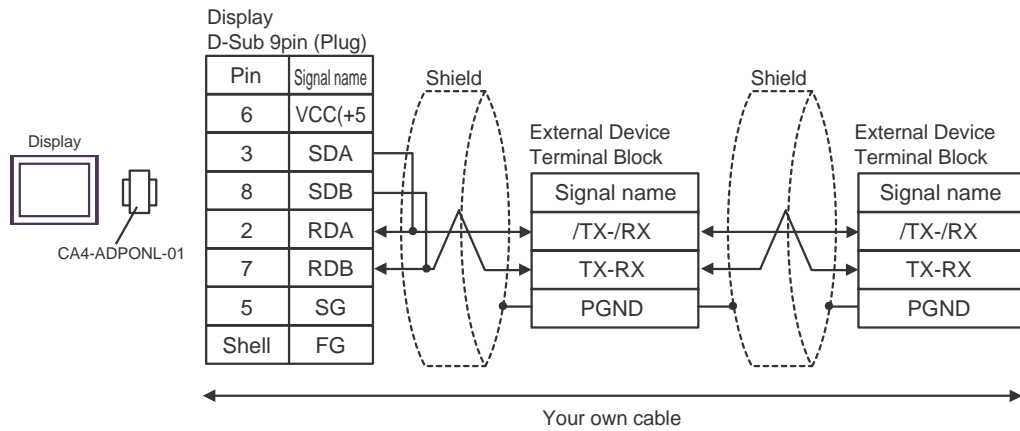 Display
D-Sub 9pin (Plug)
Pin Signal name
6 VCC(+5
3 SDA
8 SDB
2 RDA
7 RDB
5 SG
Shell FG
Display
CA4-ADPONL-01
Shield
External Device
Terminal Block
Signal name
/TX-/RX
TX-RX
PGND
Shield
External Device
Terminal Block
Signal name
/TX-/RX
TX-RX
PGND
Your own cable